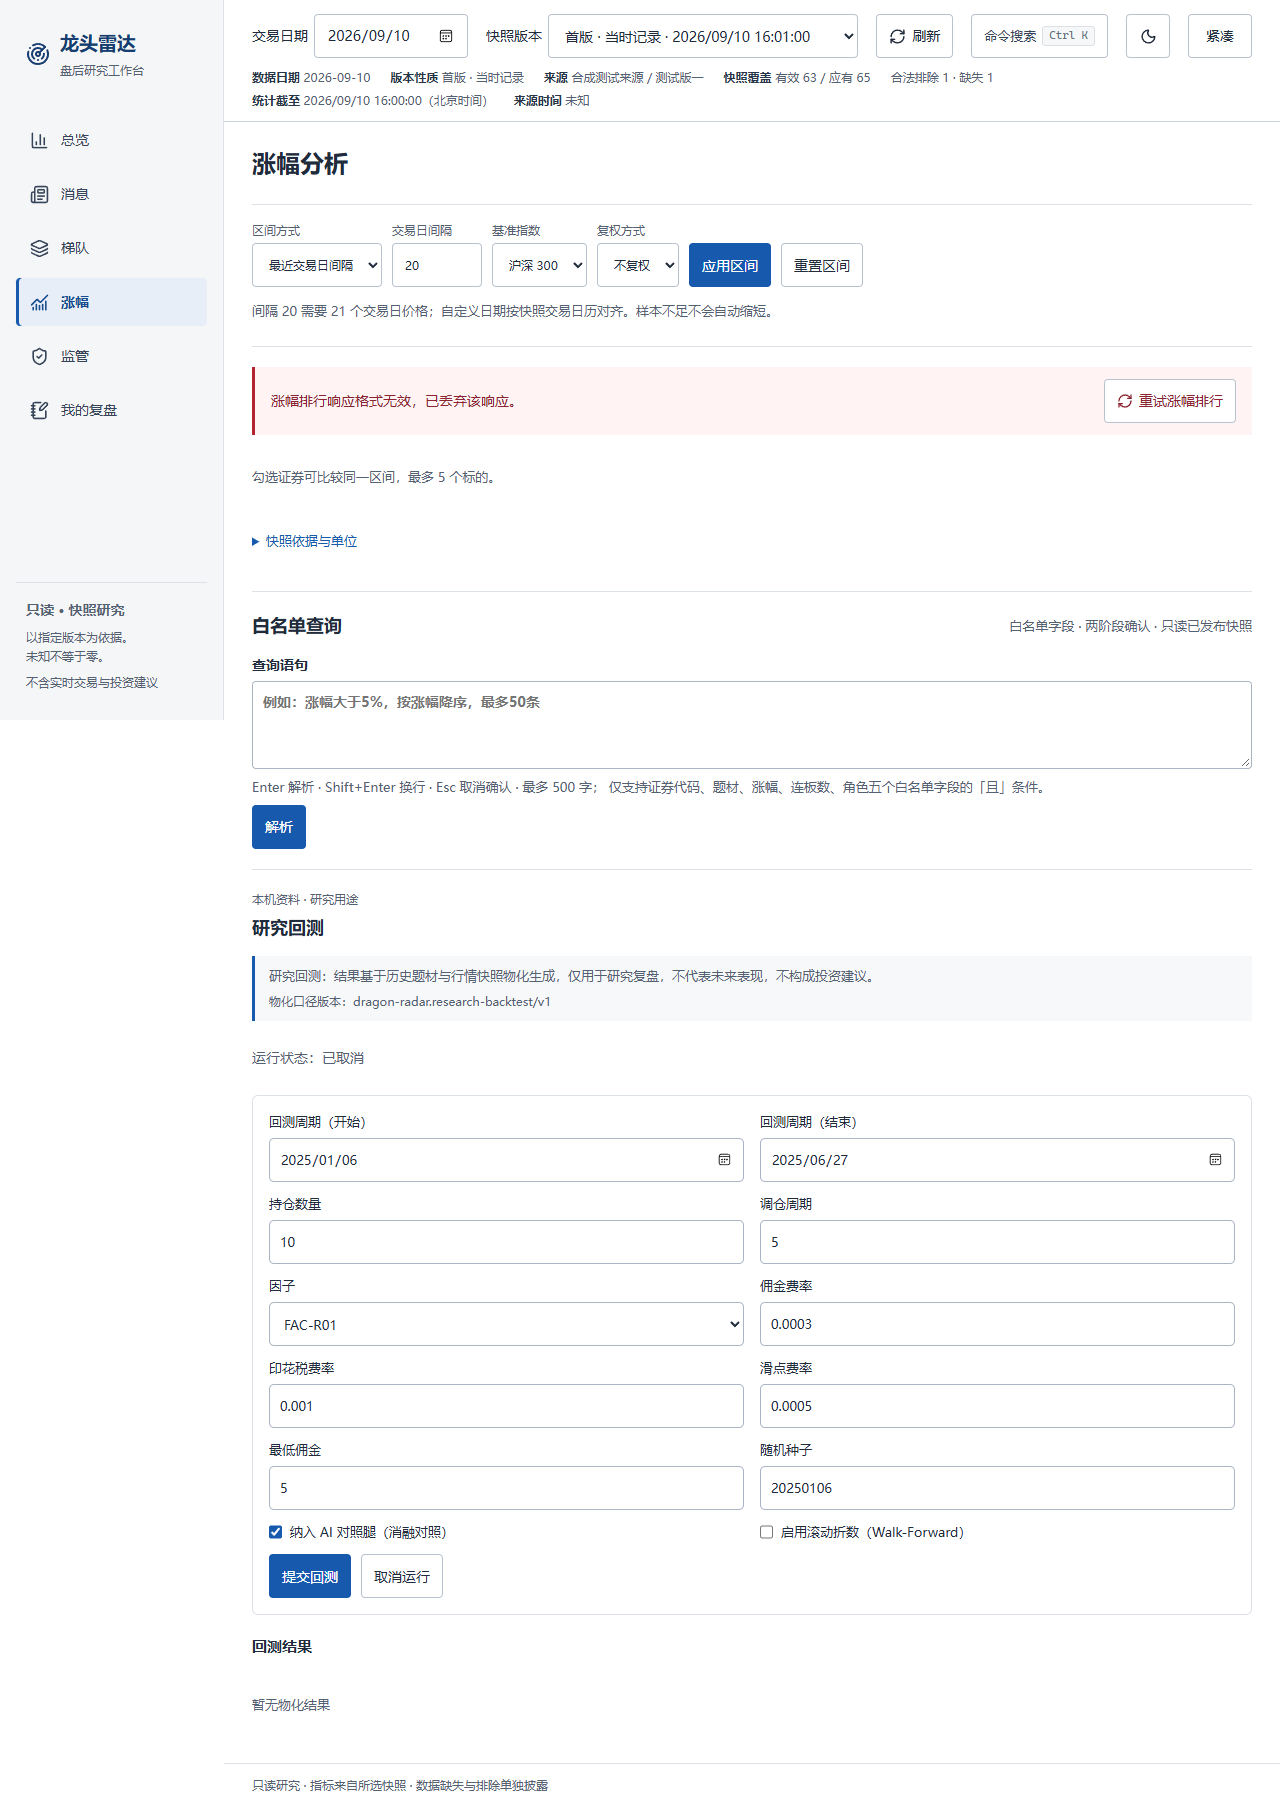 龙头雷达
盘后研究工作台
总览
消息
梯队
涨幅
监管
我的复盘
只读 • 快照研究
以指定版本为依据。
未知不等于零。
不含实时交易与投资建议
交易日期 2026/09/10 快照版本 首版 · 当时记录 · 2026/09/10 16:01:00 刷新 命令搜索 Ctrl K 紧凑
数据日期 2026-09-10 版本性质 首版 · 当时记录 来源 合成测试来源 / 测试版一 快照覆盖 有效 63 / 应有 65 合法排除 1 · 缺失 1
统计截至 2026/09/10 16:00:00（北京时间） 来源时间 未知
涨幅分析
区间方式 交易日间隔 基准指数 复权方式
最近交易日间隔 20 沪深 300 不复权 应用区间 重置区间
间隔 20 需要 21 个交易日价格；自定义日期按快照交易日历对齐。样本不足不会自动缩短。
涨幅排行响应格式无效，已丢弃该响应。 重试涨幅排行
勾选证券可比较同一区间，最多 5 个标的。
快照依据与单位
白名单查询 白名单字段 · 两阶段确认 · 只读已发布快照
查询语句
例如：涨幅大于5%，按涨幅降序，最多50条
Enter 解析 · Shift+Enter 换行 · Esc 取消确认 · 最多 500 字； 仅支持证券代码、题材、涨幅、连板数、角色五个白名单字段的「且」条件。
解析
本机资料 · 研究用途
研究回测
研究回测：结果基于历史题材与行情快照物化生成，仅用于研究复盘，不代表未来表现，不构成投资建议。
物化口径版本：dragon-radar.research-backtest/v1
运行状态：已取消
回测周期（开始） 回测周期（结束）
2025/01/06 2025/06/27
持仓数量 调仓周期
10 5
因子 佣金费率
FAC-R01 0.0003
印花税费率 滑点费率
0.001 0.0005
最低佣金 随机种子
5 20250106
纳入 AI 对照腿（消融对照） 启用滚动折数（Walk-Forward）
提交回测 取消运行
回测结果
暂无物化结果
只读研究 · 指标来自所选快照 · 数据缺失与排除单独披露